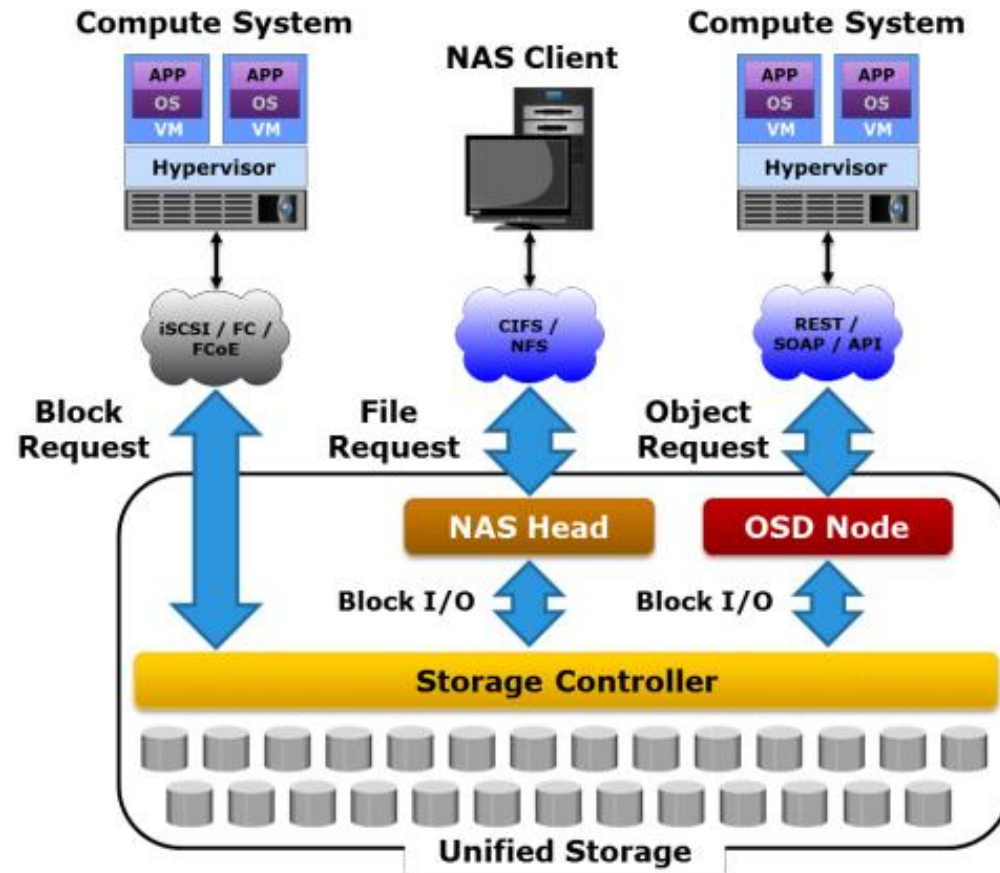 Compute System
NAS Client
Compute System
APP
APP
OS
OS
VM
VM
Hypervisor
APP
APP
OS
OS
VM
VM
Hypervisor
iSCSI / FC /
FCoE
CIFS /
NFS
REST /
SOAP / API
Block
Request
File
Request
Object
Request
NAS Head
OSD Node
Block I/O
Block I/O
Storage Controller
Unified Storage